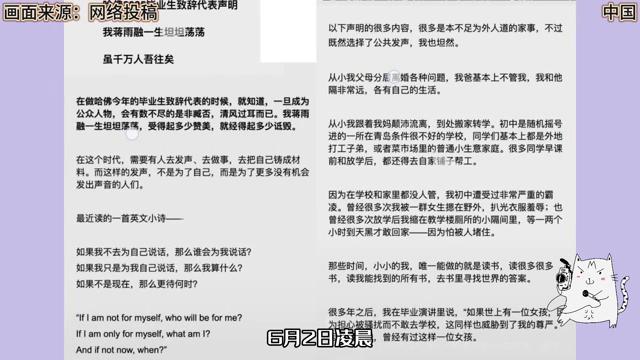 画面来源：网络投稿
中国
毕业生致辞代表声明
我蒋雨融一生坦坦荡荡
虽千万人吾往矣
在做哈佛今年的毕业生致辞代表的时候，就知道，一旦成为
公众人物，会有数不尽的是非臧否，清风过耳而已。我蒋雨
融一生坦坦荡荡，受得起多少赞美，就经得起多少诋毁。
在这个时代，需要有人去发声、去做事，去把自己铸成材
料。而这样的发声，不是为了自己，而是为了更多没有机会
发出声音的人们。
最近读的一首英文小诗——
如果我不去为自己说话，那么谁会为我说话？
如果我只是为我自己说话，那么我算什么？
如果不是现在，那么更待何时？
“If I am not for myself, who will be for me?
If I am only for myself, what am I?
And if not now, when?”
以下声明的很多内容，很多是本不足为外人道的家事，不过
既然选择了公共发声，我也坦然。
从小我父母分居离婚各种问题，我爸基本上不管我，我和他
隔非常远，各有自己的生活。
从小我跟着我妈颠沛流离，到处搬家转学。初中是随机摇号
进的一所在青岛条件很不好的学校，同学们基本上都是外地
打工子弟，或者菜市场里的普通小生意家庭。很多同学早课
前和放学后，都还得去自家铺子帮工。
因为在学校和家里都没人管，我初中遭受过非常严重的霸
凌。曾经很多次我被一群女生摁在野外，扒光衣服羞辱；也
曾经很多次放学后我缩在教学楼厕所的小隔间里，等一两个
小时到天黑才敢回家——因为怕被人堵住。
那些时间，小小的我，唯一能做的就是读书，读很多很多
书，读我能找到的所有书，去书里寻找世界的答案。
很多年之后，我在毕业演讲里说，“如果世上有一位女孩，
因为担心被骚扰而不敢去学校，这同样也威胁到了我的尊严。”
曾经有过这样一位女孩。
6月2日凌晨